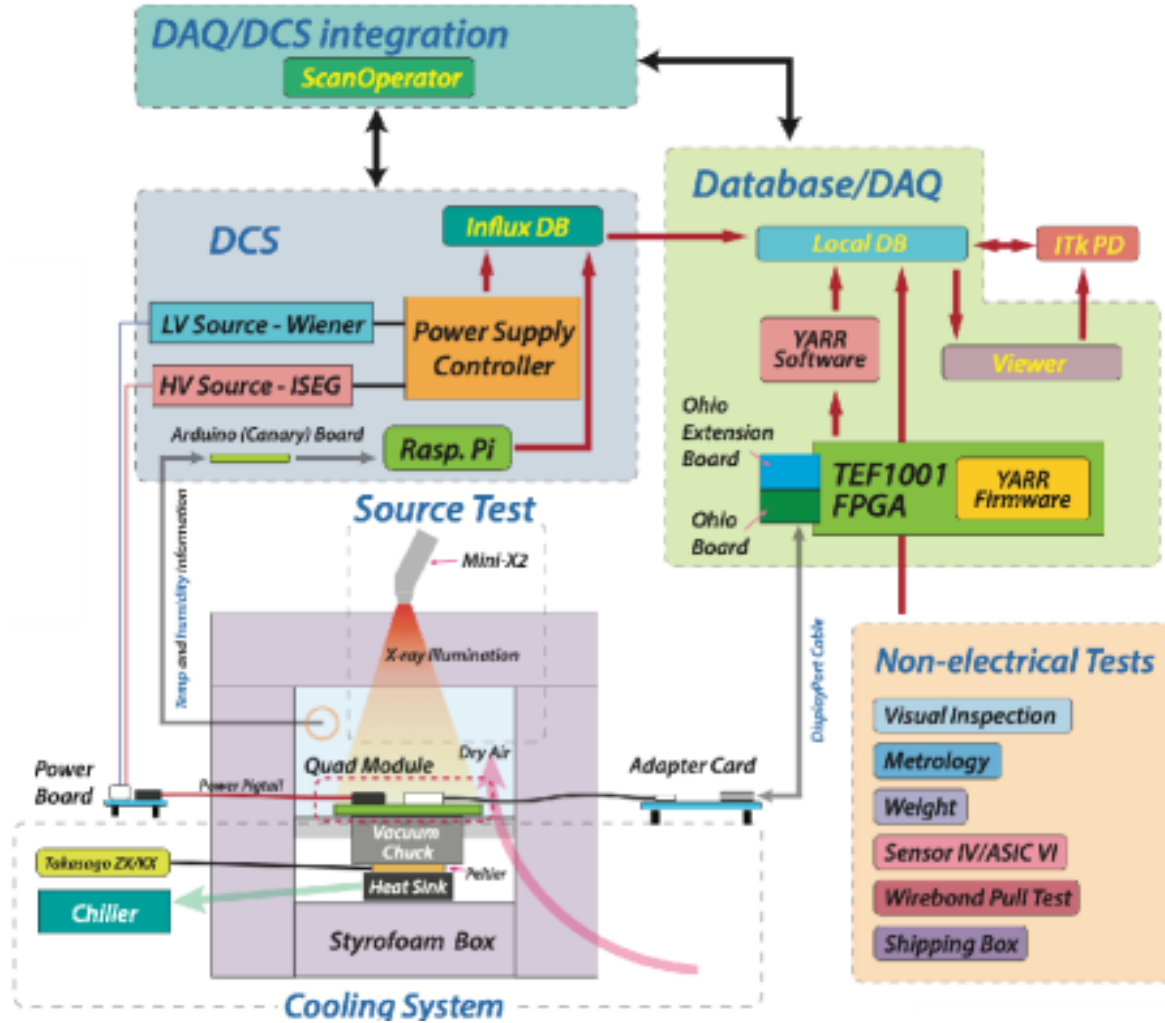 DAQ/DCS integration
ScanOperator
DCS
Influx DB
LV Source - Wiener
HV Source - ISEG
Power Supply
Controller
Arduino (Canary) Board
Rasp. Pi
Database/DAQ
Local DB
ITk PD
YARR
Software
Viewer
Ohio
Extension
Board
TEF1001
FPGA
YARR
Firmware
Ohio
Board
Source Test
Mini-X2
Temp and humidity information
X-ray Illumination
DisplayPort Cable
Non-electrical Tests
Visual Inspection
Metrology
Weight
Sensor IV/ASIC VI
Wirebond Pull Test
Shipping Box
Dry Air
Quad Module
Adapter Card
Power
Board
Power Pigtail
Vacuum
Chuck
Takasago ZX/KX
Peltier
Heat Sink
Chiller
Styrofoam Box
Cooling System